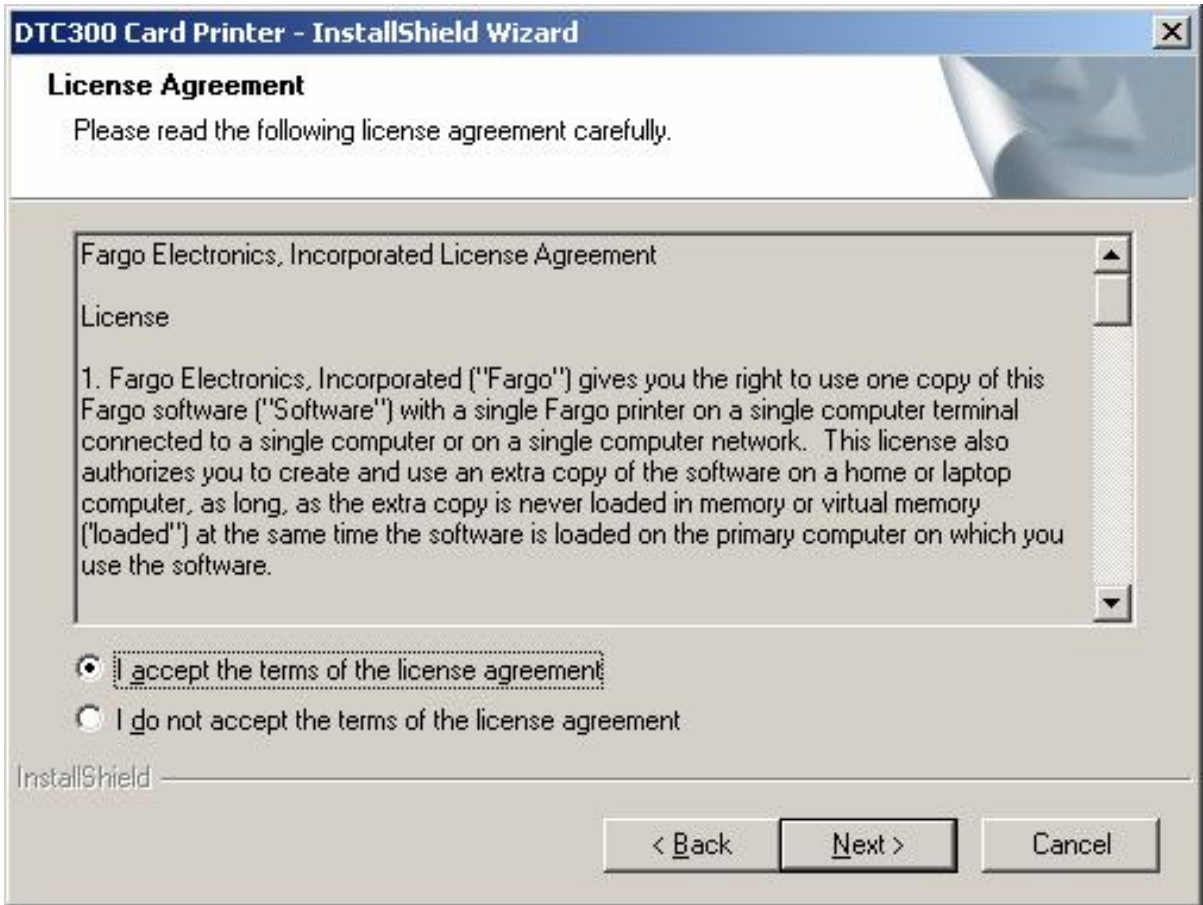 DTC300 Card Printer - InstallShield Wizard
License Agreement
Please read the following license agreement carefully.
Fargo Electronics, Incorporated License Agreement
License
1. Fargo Electronics, Incorporated ("Fargo") gives you the right to use one copy of this
Fargo software ("Software") with a single Fargo printer on a single computer terminal
connected to a single computer or on a single computer network.  This license also
authorizes you to create and use an extra copy of the software on a home or laptop
computer, as long, as the extra copy is never loaded in memory or virtual memory
('loaded") at the same time the software is loaded on the primary computer on which you
use the software.
I accept the terms of the license agreement
I do not accept the terms of the license agreement
InstallShield
< Back Next > Cancel